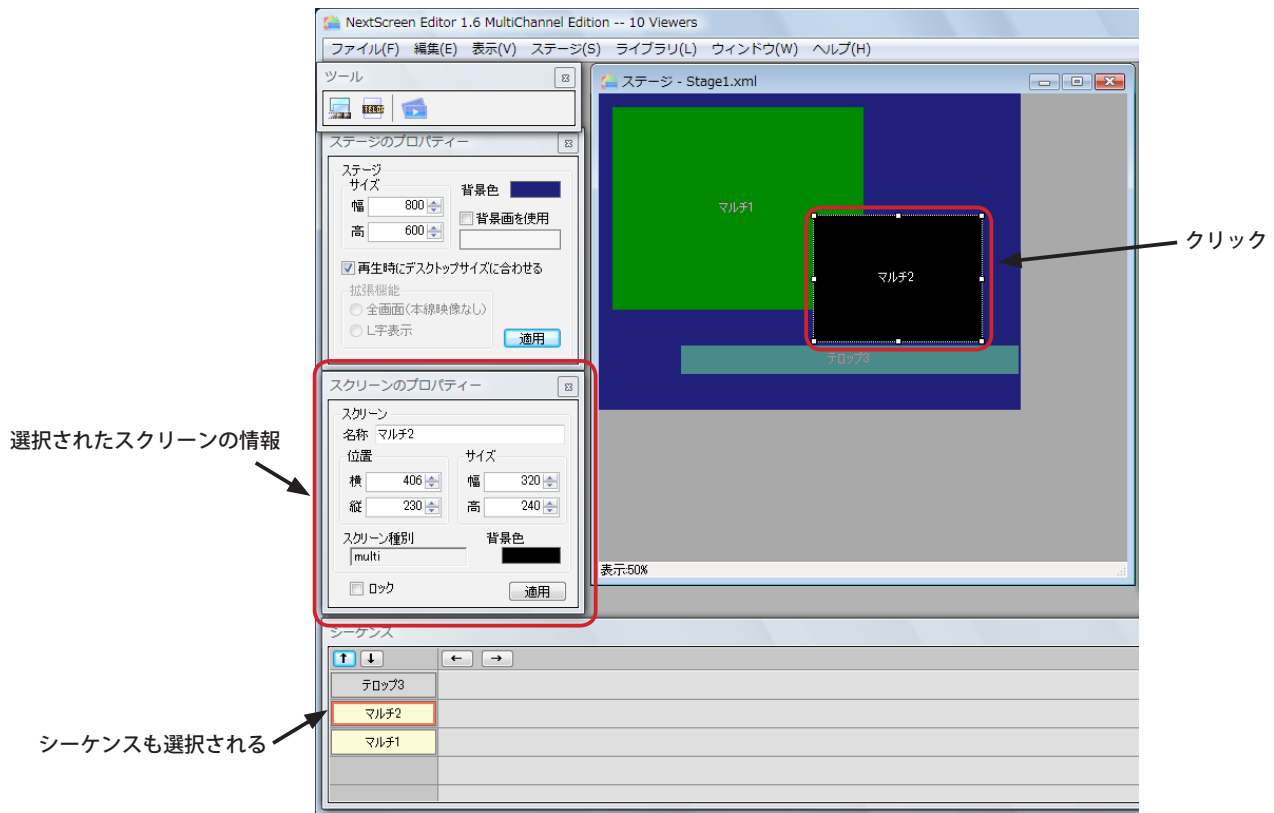 NextScreen Editor 1.6 MultiChannel Edition -- 10 Viewers
ファイル(F) 編集(E) 表示(V) ステージ(S) ライブラリ(L) ウィンドウ(W) ヘルプ(H)
ツール
ステージのプロパティー
ステージ
サイズ
幅 800
高 600
背景色
背景画を使用
再生時にデスクトップサイズに合わせる
拡張機能
全画面(本線映像なし)
L字表示
適用
ステージ - Stage1.xml
マルチ1
マルチ2
テロップ3
表示:50%
クリック
スクリーンのプロパティー
スクリーン
名称 マルチ2
位置
横 406
縦 230
サイズ
幅 320
高 240
スクリーン種別
multi
背景色
ロック
適用
選択されたスクリーンの情報
シーケンス
↑ ↓ ← →
テロップ3
マルチ2
マルチ1
シーケンスも選択される